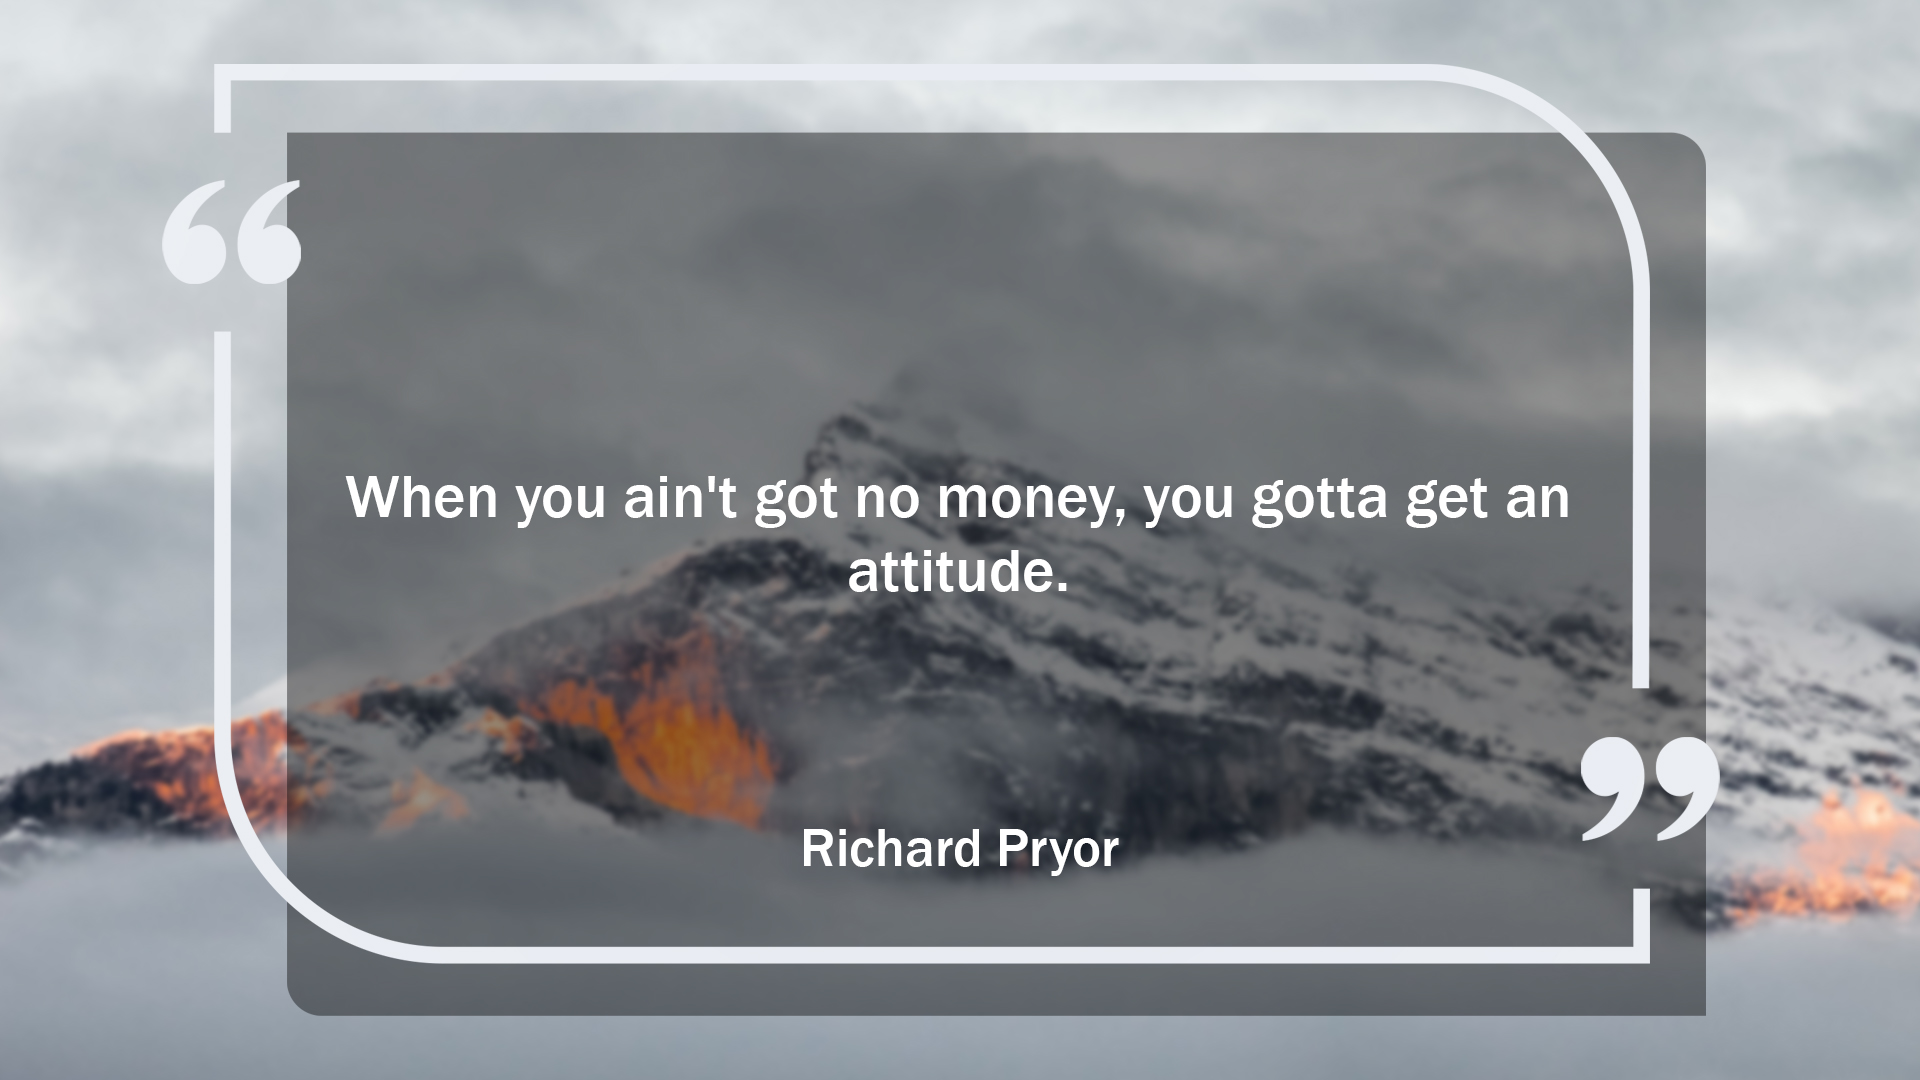 “
When you ain't got no money, you gotta get an
attitude.
”
Richard Pryor